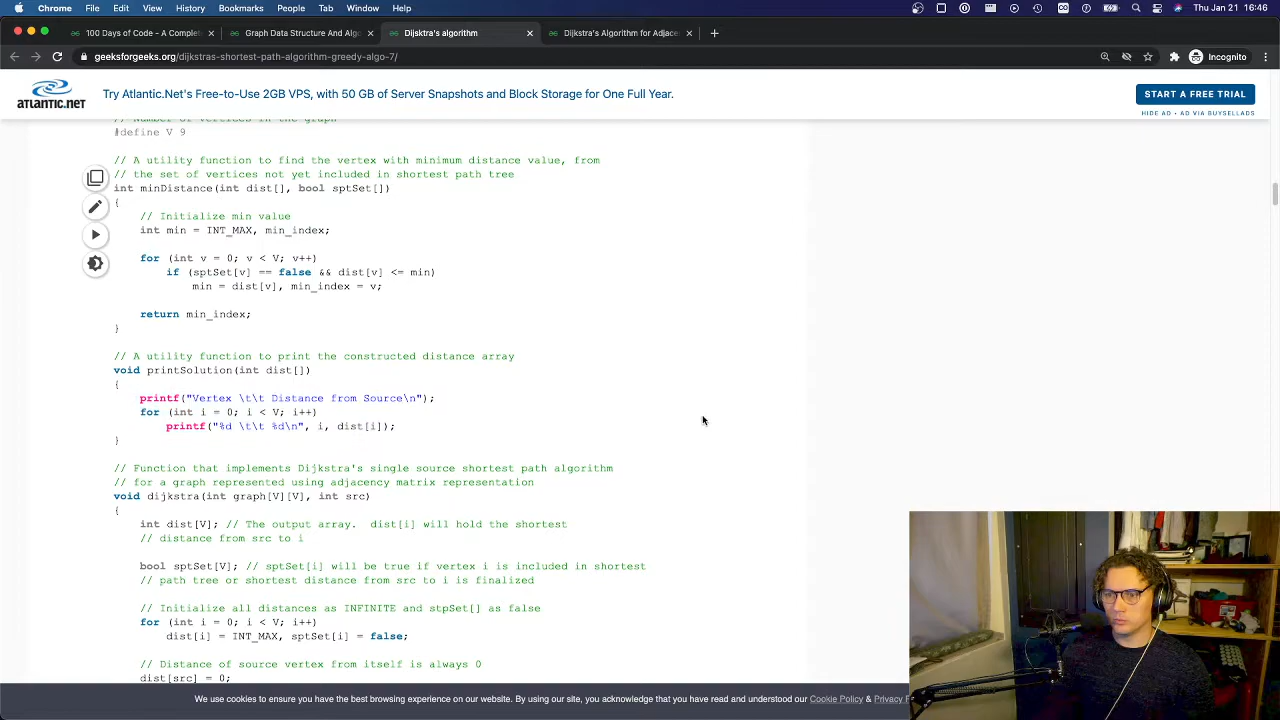 Chrome File Edit View History Bookmarks People Tab Window Help
Thu Jan 21 16:46
100 Days of Code - A Complet
Graph Data Structure And Algo
Dijsktra's algorithm
Dijkstra's Algorithm for Adjace
geeksforgeeks.org/dijkstras-shortest-path-algorithm-greedy-algo-7/
Incognito
ATLANTIC.NET
Try Atlantic.Net's Free-to-Use 2GB VPS, with 50 GB of Server Snapshots and Block Storage for One Full Year.
START A FREE TRIAL
HIDE AD • AD VIA BUYSELLADS
// Number of vertices in the graph
#define V 9
// A utility function to find the vertex with minimum distance value, from
// the set of vertices not yet included in shortest path tree
int minDistance(int dist[], bool sptSet[])
{
// Initialize min value
int min = INT_MAX, min_index;
for (int v = 0; v < V; v++)
if (sptSet[v] == false && dist[v] <= min)
min = dist[v], min_index = v;
return min_index;
}
// A utility function to print the constructed distance array
void printSolution(int dist[])
{
printf("Vertex \t\t Distance from Source\n");
for (int i = 0; i < V; i++)
printf("%d \t\t %d\n", i, dist[i]);
}
// Function that implements Dijkstra's single source shortest path algorithm
// for a graph represented using adjacency matrix representation
void dijkstra(int graph[V][V], int src)
{
int dist[V]; // The output array.  dist[i] will hold the shortest
// distance from src to i
bool sptSet[V]; // sptSet[i] will be true if vertex i is included in shortest
// path tree or shortest distance from src to i is finalized
// Initialize all distances as INFINITE and stpSet[] as false
for (int i = 0; i < V; i++)
dist[i] = INT_MAX, sptSet[i] = false;
// Distance of source vertex from itself is always 0
dist[src] = 0;
We use cookies to ensure you have the best browsing experience on our website. By using our site, you acknowledge that you have read and understood our Cookie Policy & Privacy P